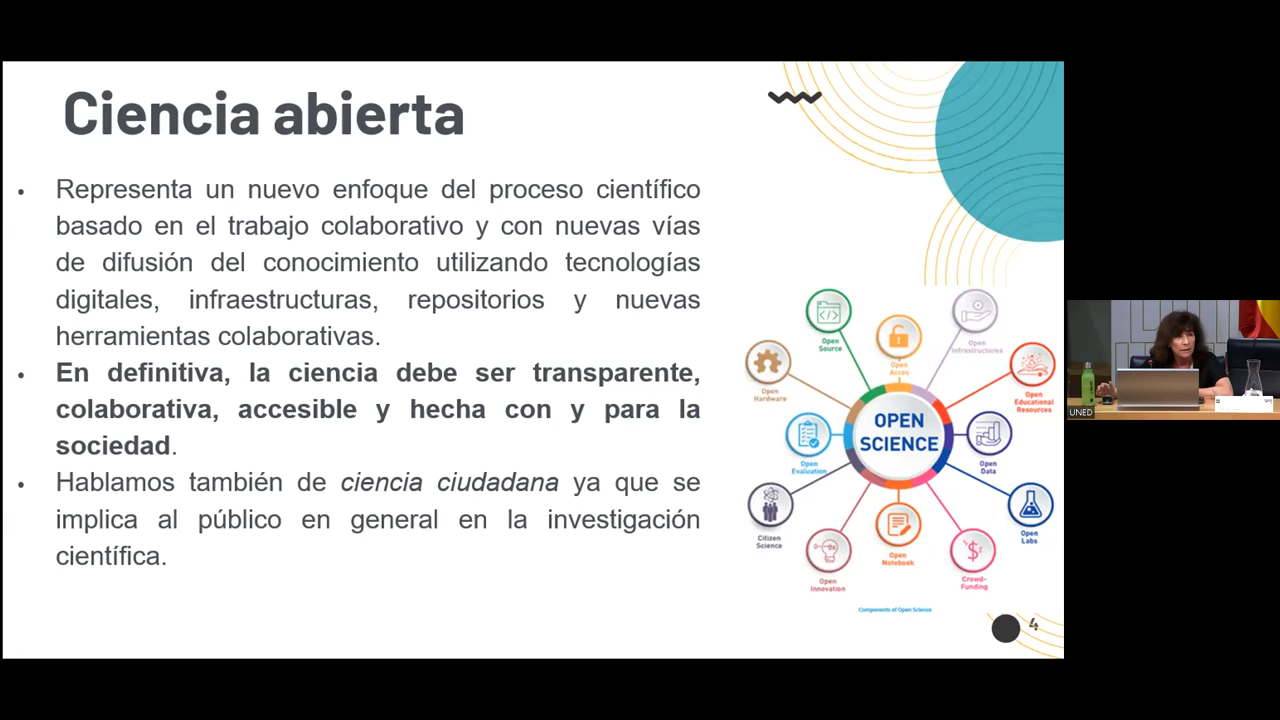 Ciencia abierta
• Representa un nuevo enfoque del proceso científico
basado en el trabajo colaborativo y con nuevas vías
de difusión del conocimiento utilizando tecnologías
digitales, infraestructuras, repositorios y nuevas
herramientas colaborativas.
• En definitiva, la ciencia debe ser transparente,
colaborativa, accesible y hecha con y para la
sociedad.
• Hablamos también de ciencia ciudadana ya que se
implica al público en general en la investigación
científica.
Open
Source
Open
Acces
Open
Infrastructures
Open
Hardware
Open
Educational
Resources
OPEN
SCIENCE
Open
Evaluation
Open
Data
Citizen
Science
Open
Labs
Open
Innovation
Open
Notebook
Crowd-
Funding
Components of Open Science
4
UNED